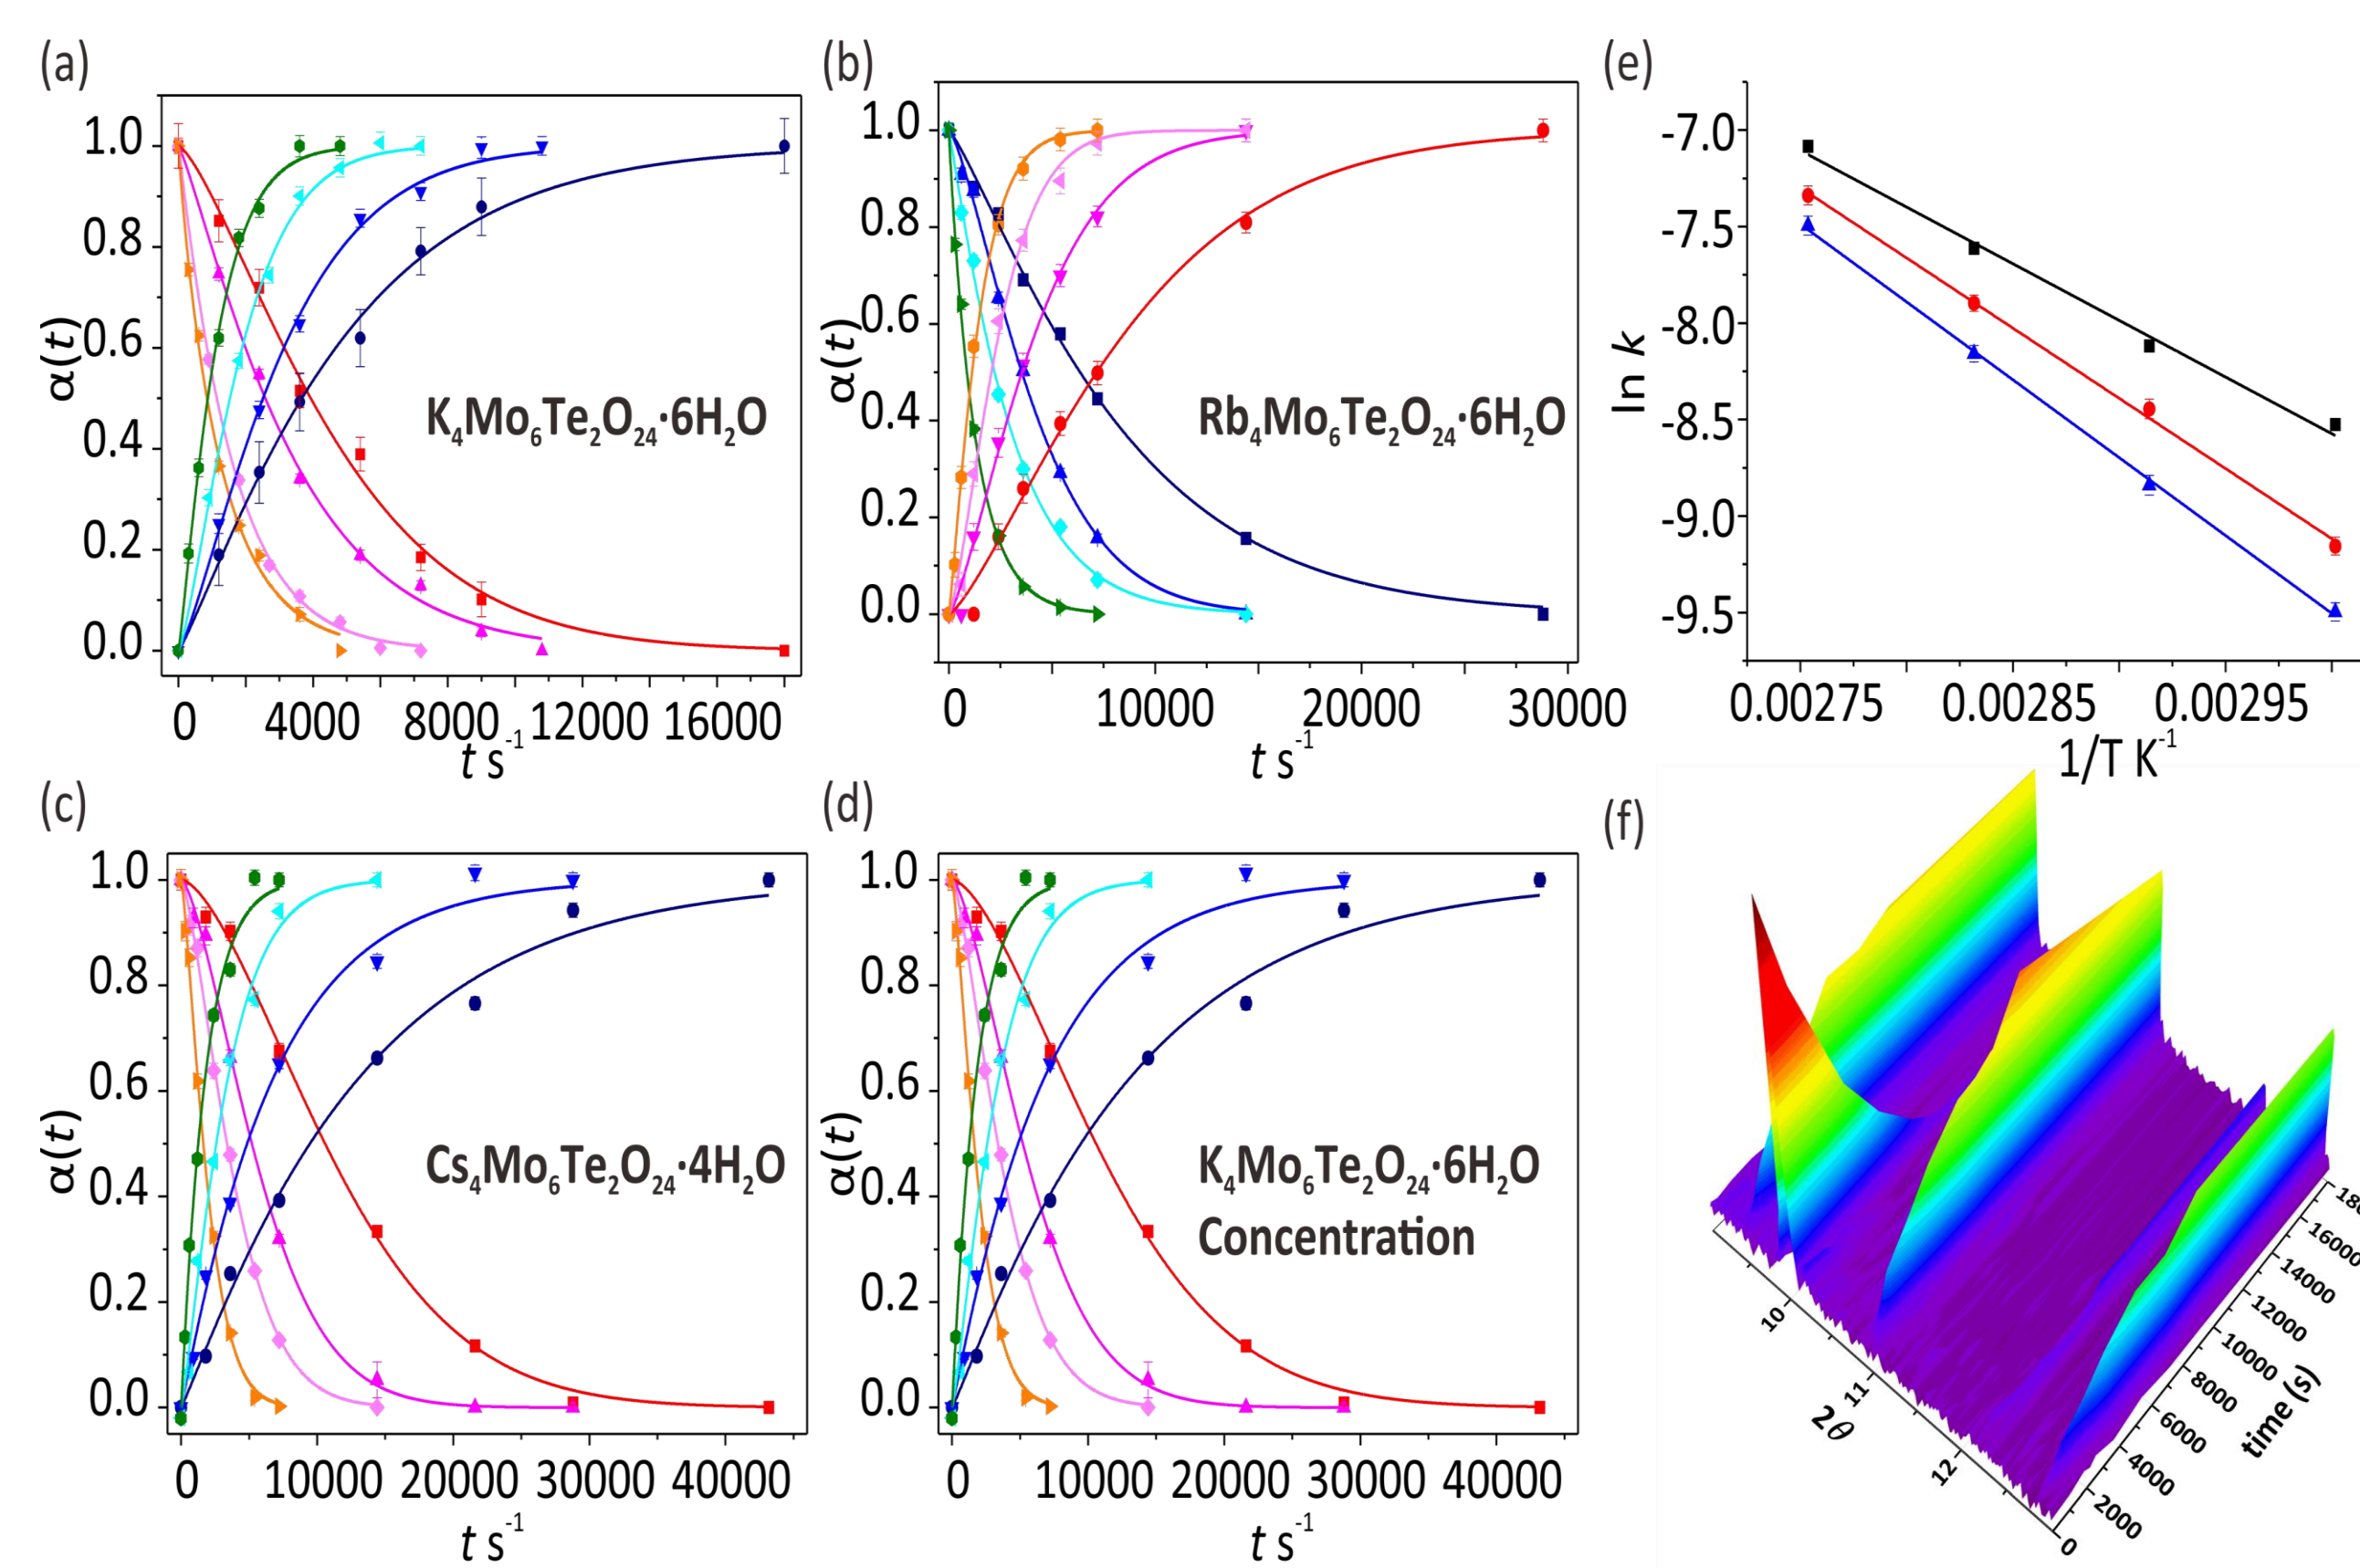 (a)
1.0
0.8
0.6
0.4
0.2
0.0
α(t)
K₄Mo₆Te₂O₂₄·6H₂O
0 4000 8000 12000 16000
t s⁻¹
(b)
1.0
0.8
0.6
0.4
0.2
0.0
α(t)
Rb₄Mo₆Te₂O₂₄·6H₂O
0 10000 20000 30000
t s⁻¹
(e)
-7.0
-7.5
-8.0
-8.5
-9.0
-9.5
ln k
0.00275 0.00285 0.00295
1/T K⁻¹
(c)
1.0
0.8
0.6
0.4
0.2
0.0
α(t)
Cs₄Mo₆Te₂O₂₄·4H₂O
0 10000 20000 30000 40000
t s⁻¹
(d)
1.0
0.8
0.6
0.4
0.2
0.0
α(t)
K₄Mo₆Te₂O₂₄·6H₂O
Concentration
0 10000 20000 30000 40000
t s⁻¹
(f)
10
11
12
2θ
0
2000
4000
6000
8000
10000
12000
14000
16000
time (s)